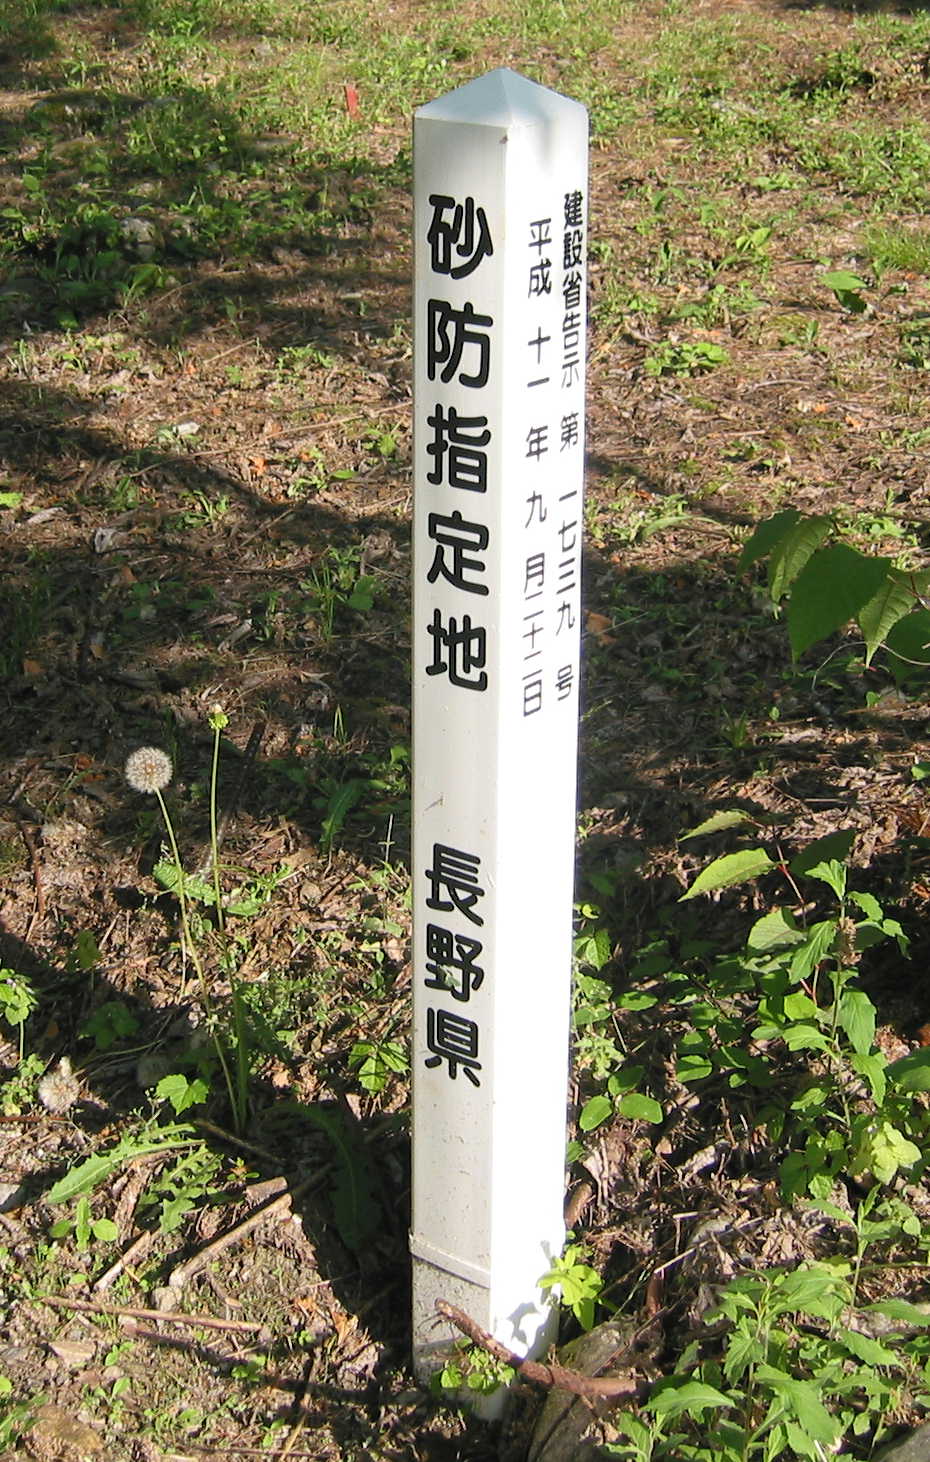 砂防指定地 長野県
建設省告示 第 一七三九 号
平成 十一 年 九 月二十二日